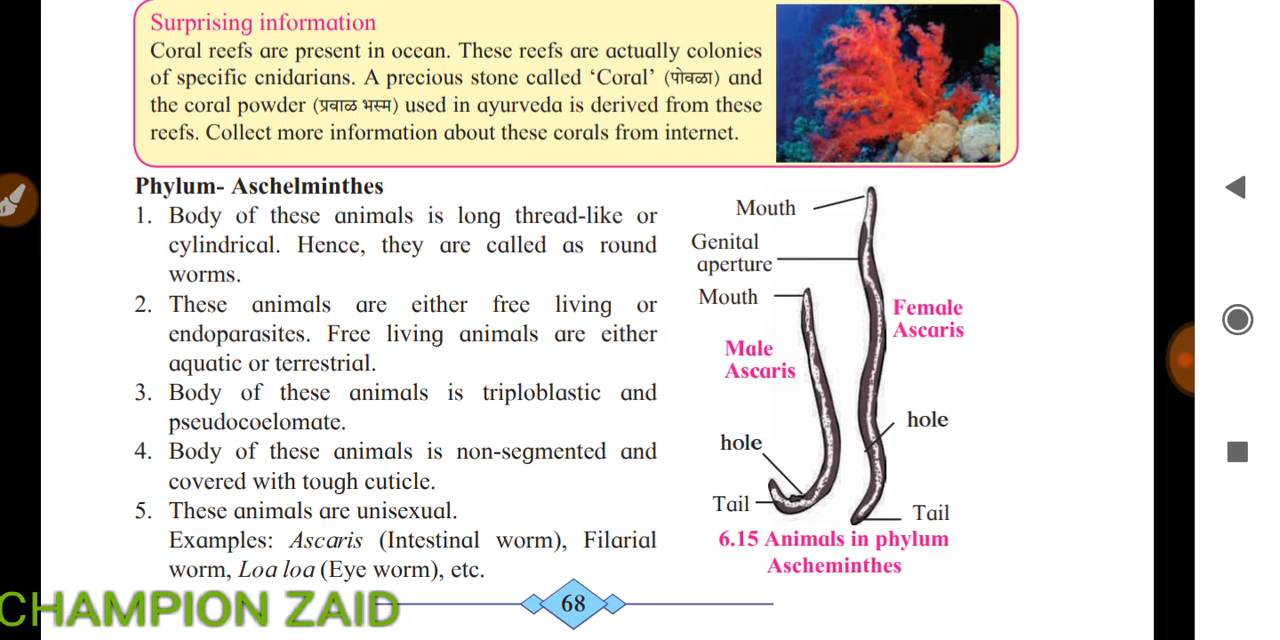 Surprising information
Coral reefs are present in ocean. These reefs are actually colonies
of specific cnidarians. A precious stone called ‘Coral’ (पोवळा) and
the coral powder (प्रवाळ भस्म) used in ayurveda is derived from these
reefs. Collect more information about these corals from internet.
Phylum- Aschelminthes
1. Body of these animals is long thread-like or
cylindrical. Hence, they are called as round
worms.
2. These animals are either free living or
endoparasites. Free living animals are either
aquatic or terrestrial.
3. Body of these animals is triploblastic and
pseudocoelomate.
4. Body of these animals is non-segmented and
covered with tough cuticle.
5. These animals are unisexual.
Examples: Ascaris (Intestinal worm), Filarial
worm, Loa loa (Eye worm), etc.
Mouth
Genital
aperture
Mouth
Female
Ascaris
Male
Ascaris
hole
hole
Tail
Tail
6.15 Animals in phylum
Ascheminthes
68
CHAMPION ZAID